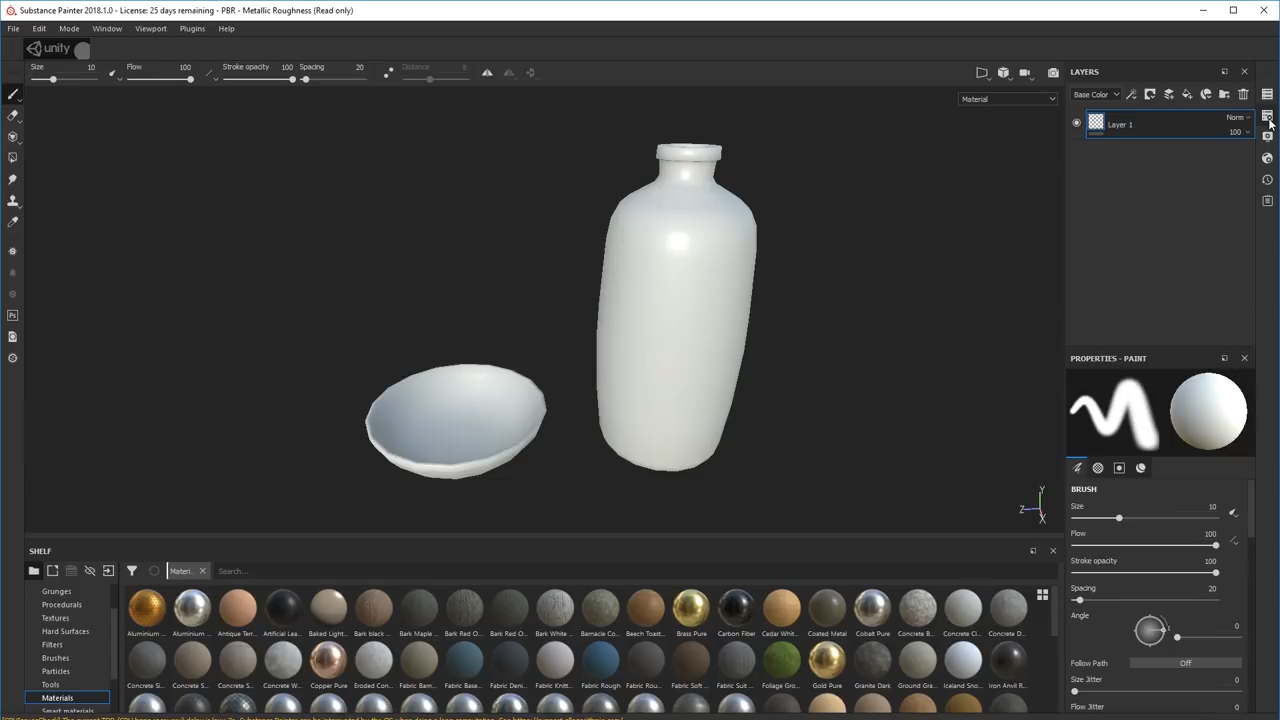 Substance Painter 2018.1.0 - License: 25 days remaining - PBR - Metallic Roughness (Read only)
File Edit Mode Window Viewport Plugins Help
unity
Size 10 Flow 100 Stroke opacity 100 Spacing 20 Distance 8
Material
LAYERS
Base Color
Layer 1 Norm
100
PROPERTIES - PAINT
BRUSH
Size 10
Flow 100
Stroke opacity 100
Spacing 20
Angle 0
Follow Path Off
Size Jitter 0
Flow Jitter 0
Y
Z
X
SHELF
Materi... Search...
Grunges
Procedurals
Textures
Hard Surfaces
Filters
Brushes
Particles
Tools
Materials
Smart materials
Ps
Aluminium ... Aluminium ... Antique Ter... Artificial Lea... Baked Light... Bark black ... Bark Maple ... Bark Red O... Bark Red O... Bark White ... Barnacle Co... Beech Toast... Brass Pure Carbon Fiber Cedar Whit... Coated Metal Cobalt Pure Concrete B... Concrete Cl... Concrete D...
Concrete Si... Concrete S... Concrete S... Concrete W... Copper Pure Eroded Con... Fabric Barn... Fabric Base... Fabric Deni... Fabric Knitt... Fabric Rough Fabric Rou... Fabric Soft ... Fabric Suit ... Foliage Gro... Gold Pure Granite Dark Ground Gra... Iceland Sno... Iron Anvil R...